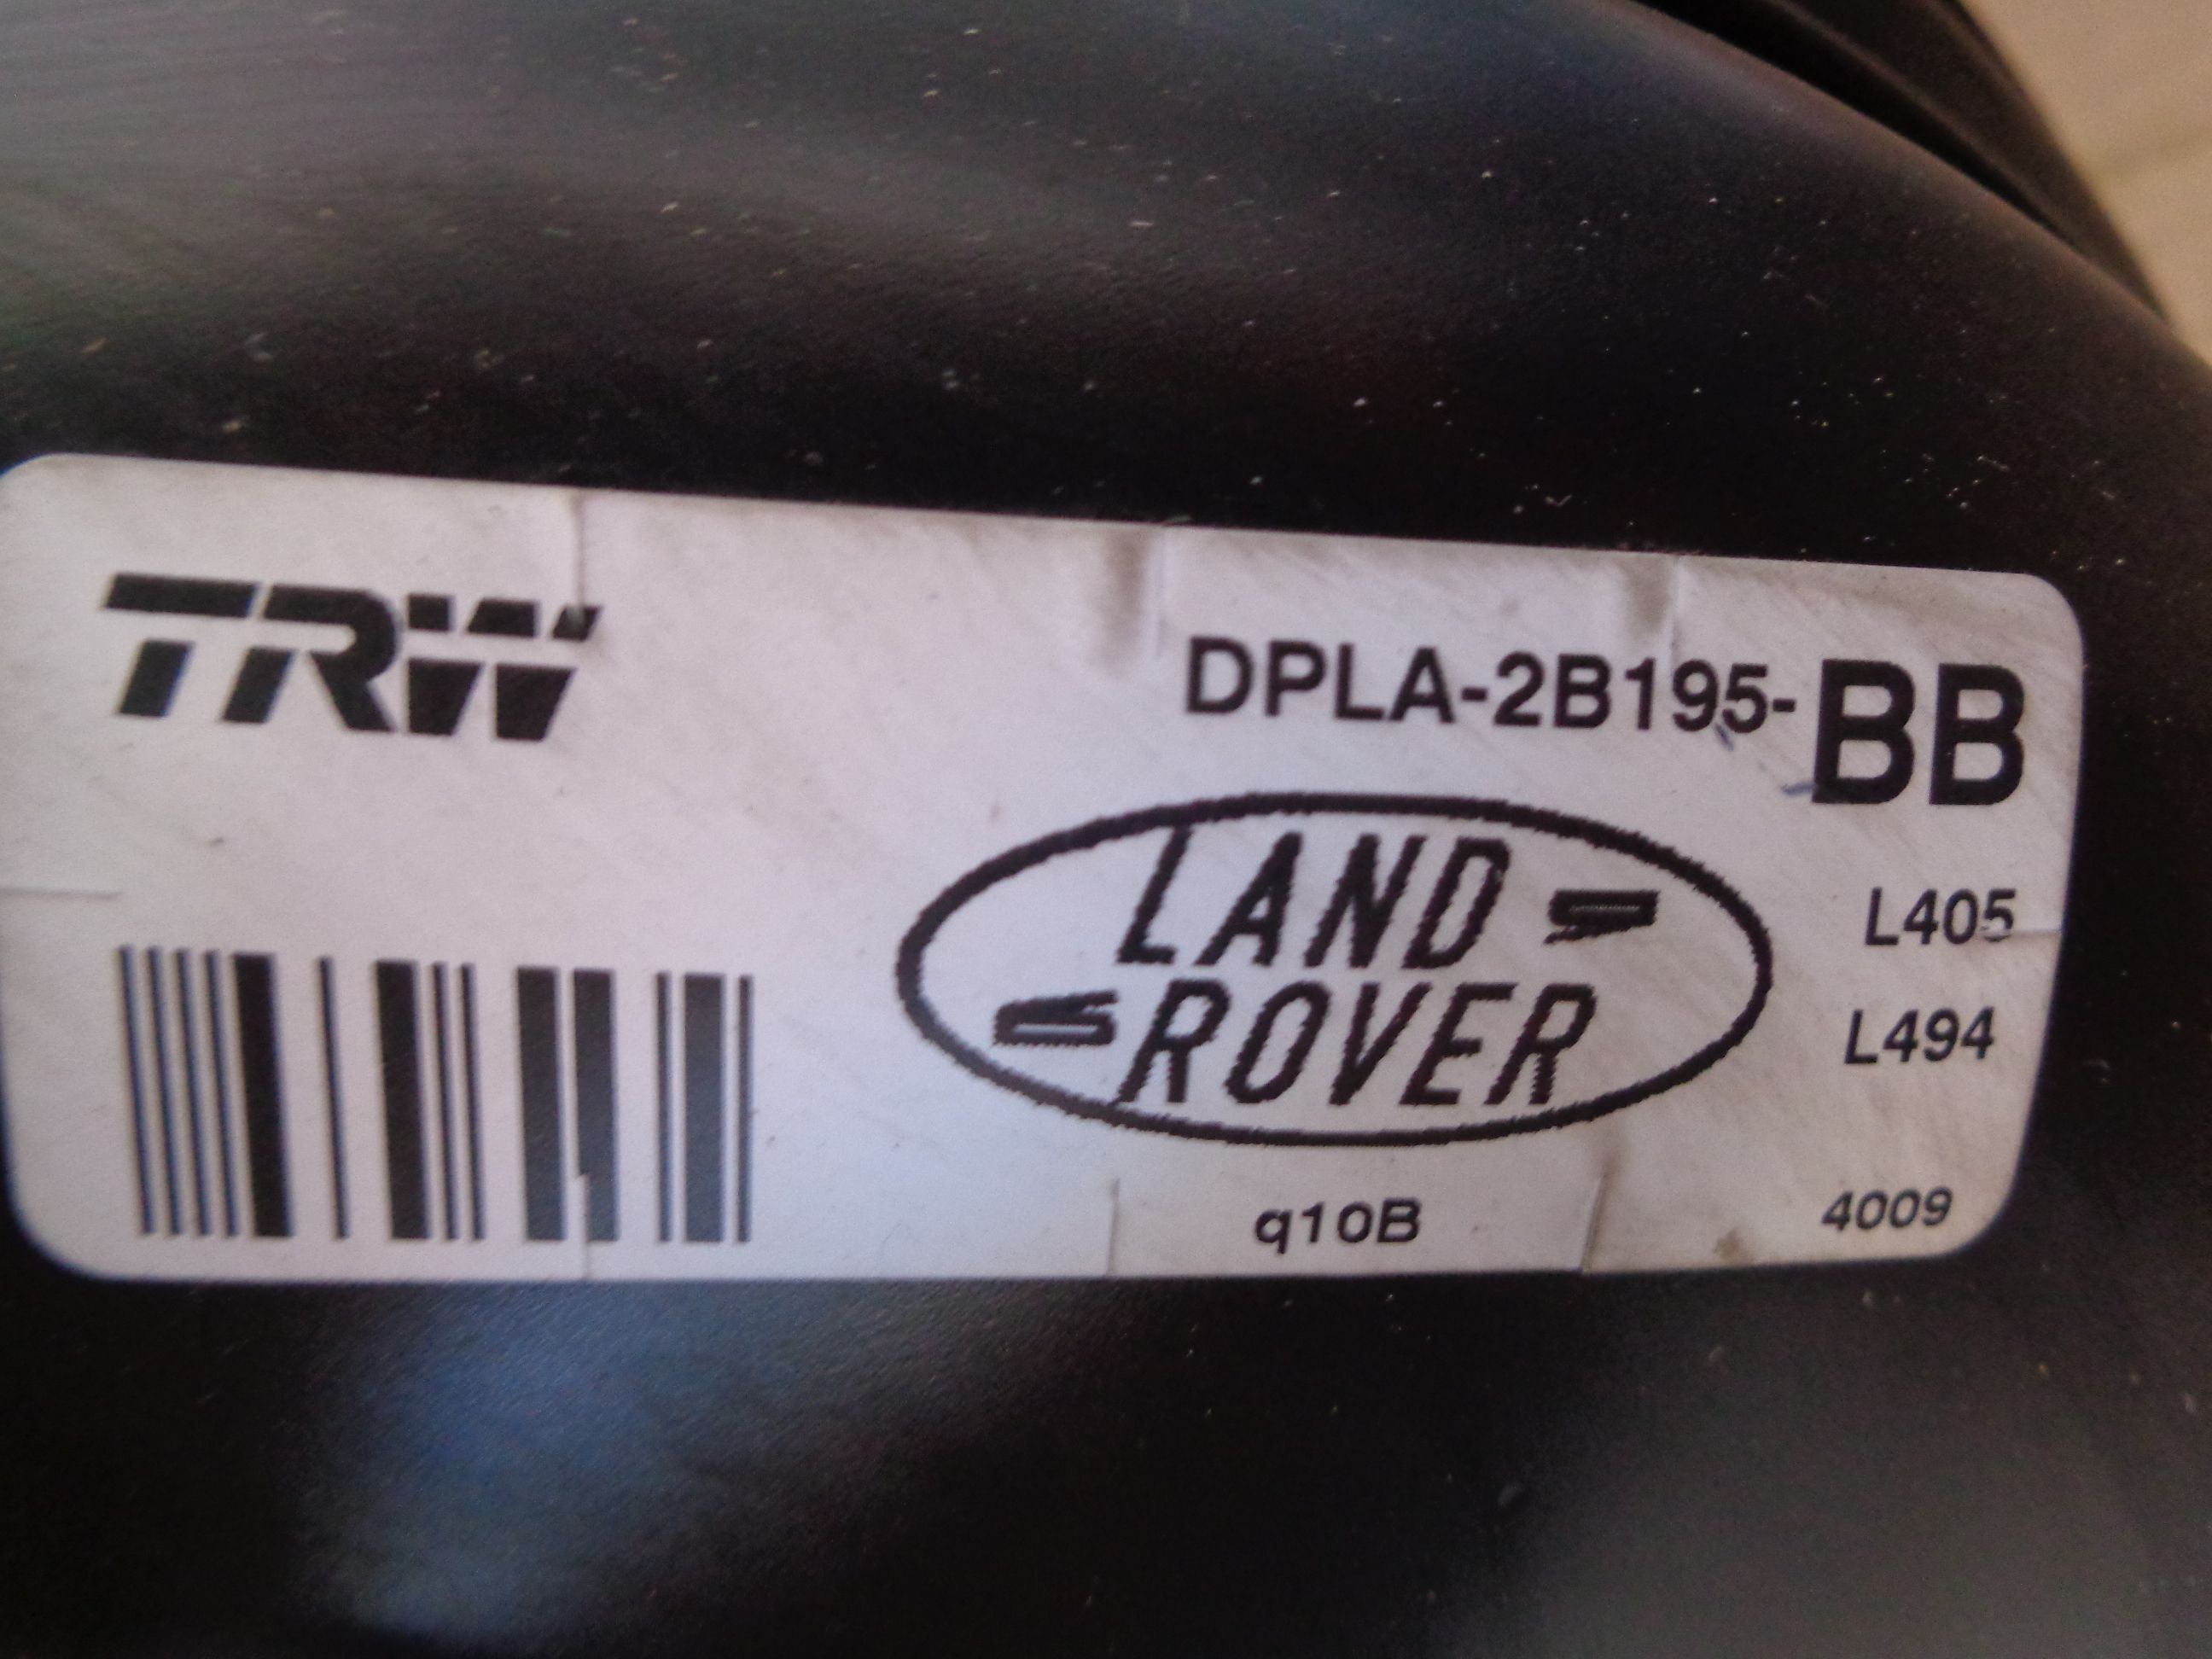 TRW
DPLA-2B195-BB
LAND
ROVER
L405
L494
q10B
4009